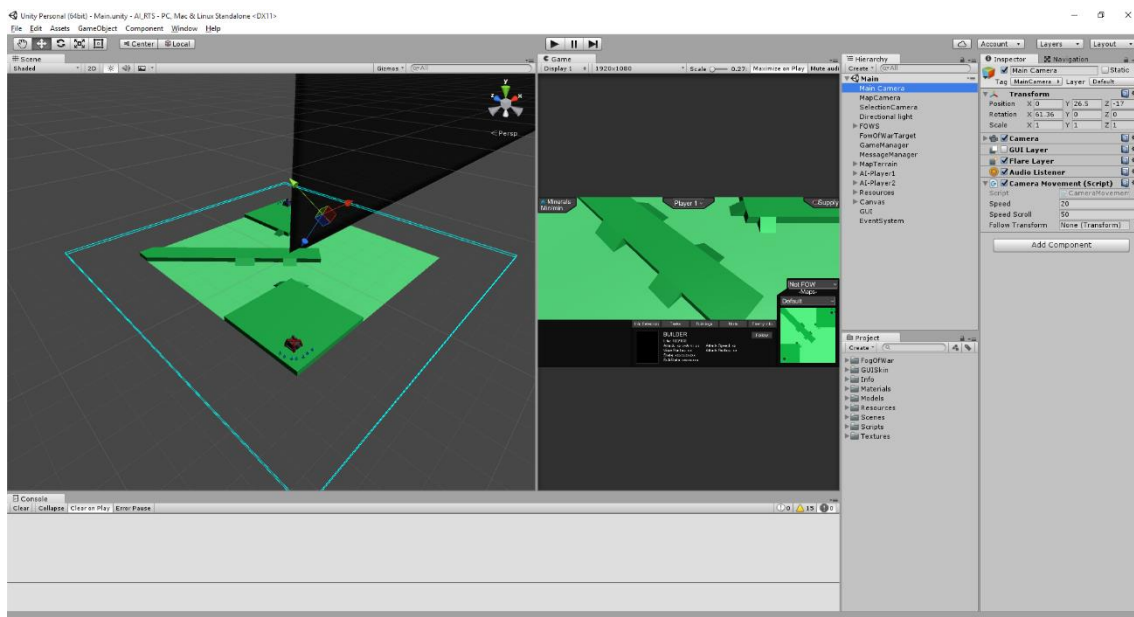 Unity Personal (64bit) - Main.unity - AI_RTS - PC, Mac & Linux Standalone <DX11>
File Edit Assets GameObject Component Window Help
Center Local
Account Layers Layout
Scene
Shaded 2D Gizmos All
y
x
z
Persp
Game
Display 1 1920x1080 Scale 0.27 Maximize on Play Mute audi
Minerals
Player 1
Supply
Not FOW
-Maps-
Default
BUILDER
Hierarchy
Create All
Main
Main Camera
MapCamera
SelectionCamera
Directional light
FOWS
FowOfWarTarget
GameManager
MessageManager
MapTerrain
AI-Player1
AI-Player2
Resources
Canvas
GUI
EventSystem
Project
Create
FogOfWar
GUISkin
Info
Materials
Models
Resources
Scenes
Scripts
Textures
Inspector Navigation
Main Camera Static
Tag MainCamera Layer Default
Transform
Position X 0 Y 26.5 Z -17
Rotation X 61.36 Y 0 Z 0
Scale X 1 Y 1 Z 1
Camera
GUI Layer
Flare Layer
Audio Listener
Camera Movement (Script)
Script CameraMovement
Speed 20
Speed Scroll 50
Follow Transform None (Transform)
Add Component
Console
Clear Collapse Clear on Play Error Pause
0 15 0